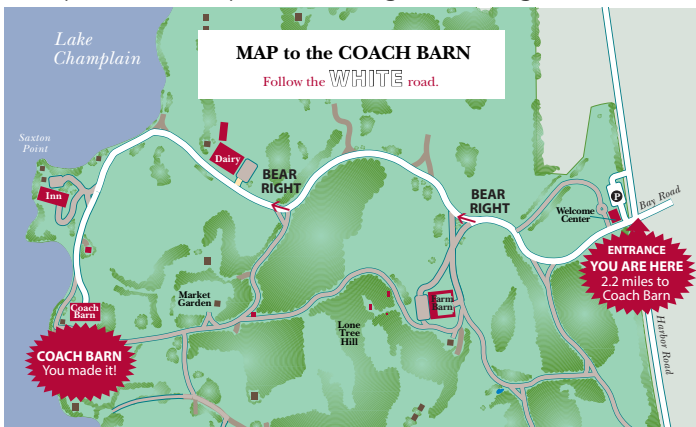 MAP to the COACH BARN
Follow the WHITE road.
Lake
Champlain
Saxton
Point
Inn
Dairy
BEAR
RIGHT
BEAR
RIGHT
P
Bay Road
Welcome
Center
ENTRANCE
YOU ARE HERE
2.2 miles to
Coach Barn
Harbor Road
Market
Garden
Farm
Barn
Lone
Tree
Hill
Coach
Barn
COACH BARN
You made it!